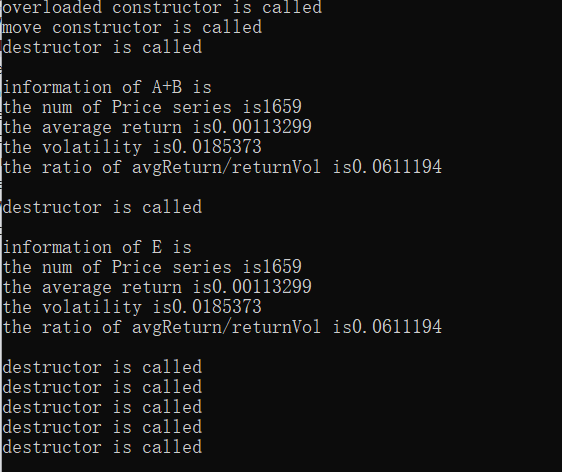 overloaded constructor is called
move constructor is called
destructor is called
information of A+B is
the num of Price series is1659
the average return is0.00113299
the volatility is0.0185373
the ratio of avgReturn/returnVol is0.0611194
destructor is called
information of E is
the num of Price series is1659
the average return is0.00113299
the volatility is0.0185373
the ratio of avgReturn/returnVol is0.0611194
destructor is called
destructor is called
destructor is called
destructor is called
destructor is called